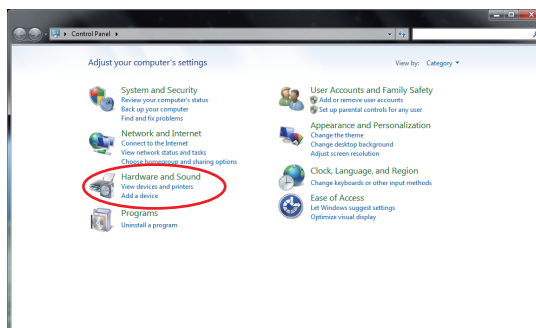 Control Panel
Adjust your computer's settings
View by: Category
System and Security
Review your computer's status
Back up your computer
Find and fix problems
Network and Internet
Connect to the Internet
View network status and tasks
Choose homegroup and sharing options
Hardware and Sound
View devices and printers
Add a device
Programs
Uninstall a program
User Accounts and Family Safety
Add or remove user accounts
Set up parental controls for any user
Appearance and Personalization
Change the theme
Change desktop background
Adjust screen resolution
Clock, Language, and Region
Change keyboards or other input methods
Ease of Access
Let Windows suggest settings
Optimize visual display